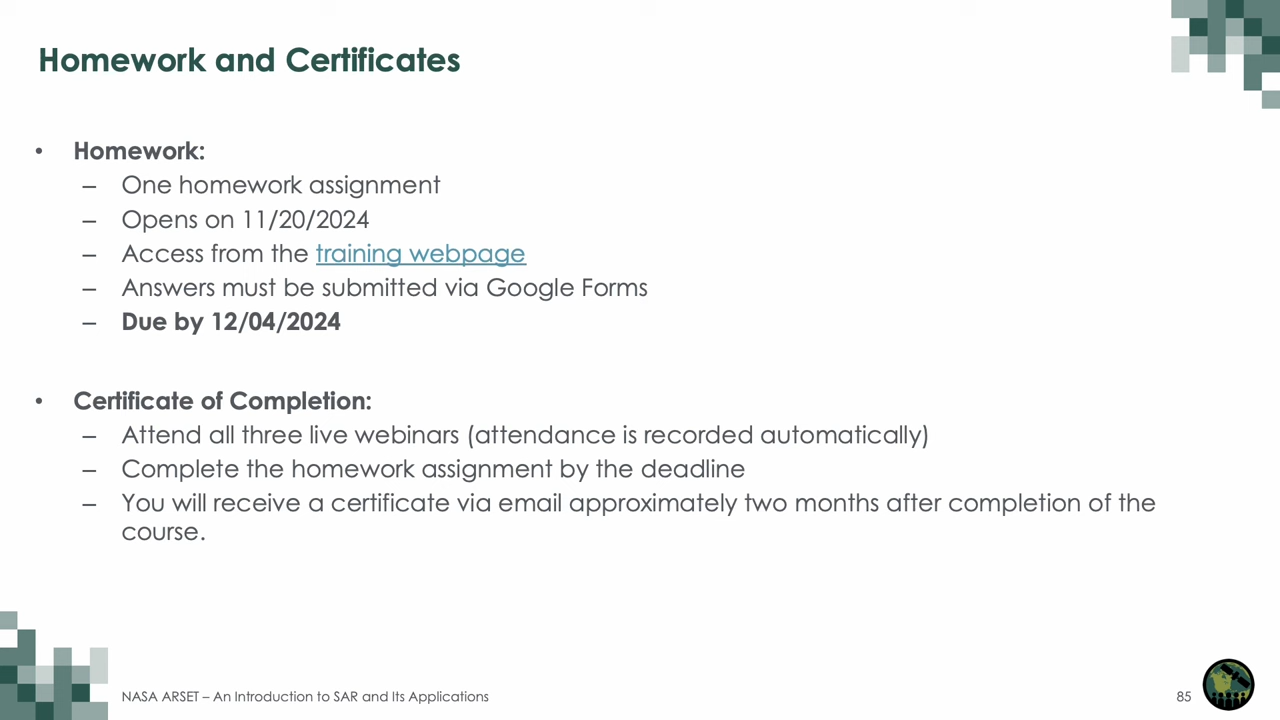 Homework and Certificates
• Homework:
– One homework assignment
– Opens on 11/20/2024
– Access from the training webpage
– Answers must be submitted via Google Forms
– Due by 12/04/2024
• Certificate of Completion:
– Attend all three live webinars (attendance is recorded automatically)
– Complete the homework assignment by the deadline
– You will receive a certificate via email approximately two months after completion of the
course.
NASA ARSET – An Introduction to SAR and Its Applications
85